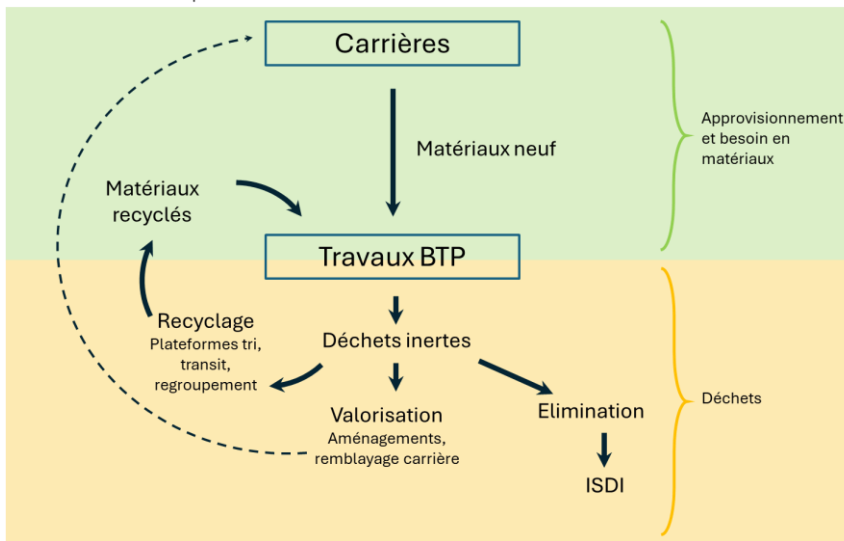 Carrières
Approvisionnement
et besoin en
matériaux
Matériaux neuf
Matériaux
recyclés
Travaux BTP
Recyclage
Plateformes tri,
transit,
regroupement
Déchets inertes
Valorisation
Aménagements,
remblayage carrière
Elimination
ISDI
Déchets